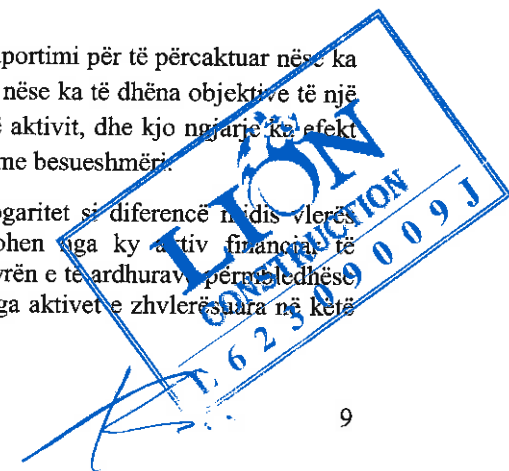 portimi për të përcaktuar nëse ka
nëse ka të dhëna objektive të një
aktivit, dhe kjo ngjarje ka efekt
me besueshmëri.
garitet si diferencë midis vlerës
ohen nga ky aktiv financiar të
yrën e të ardhurave përmbledhëse
ga aktivet e zhvlerësuara në këtë
LION
CONSTRUCTION
L 6 2 3 0 9 0 0 9 J
9